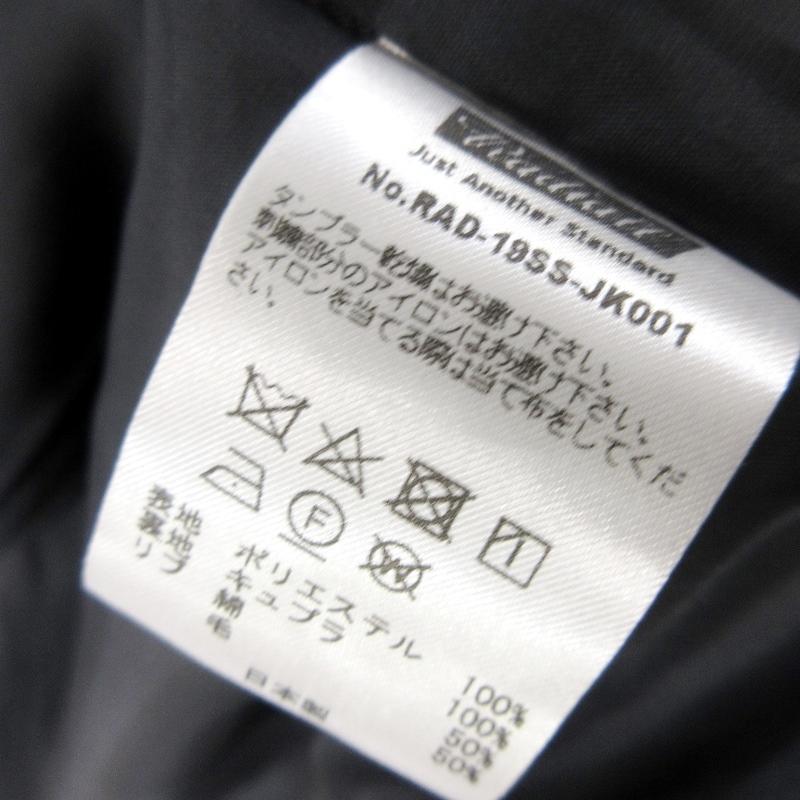 Just Another Standard
No.RAD-19SS-JK001
タンブラー乾燥はお避け下さい。
刺繍部分のアイロンはお避け下さい。
アイロンを当てる際は当て布をしてくだ
さい。
F
W
表地 ポリエステル 100%
裏地 キュプラ 100%
リブ 綿 50%
毛 50%
日本製